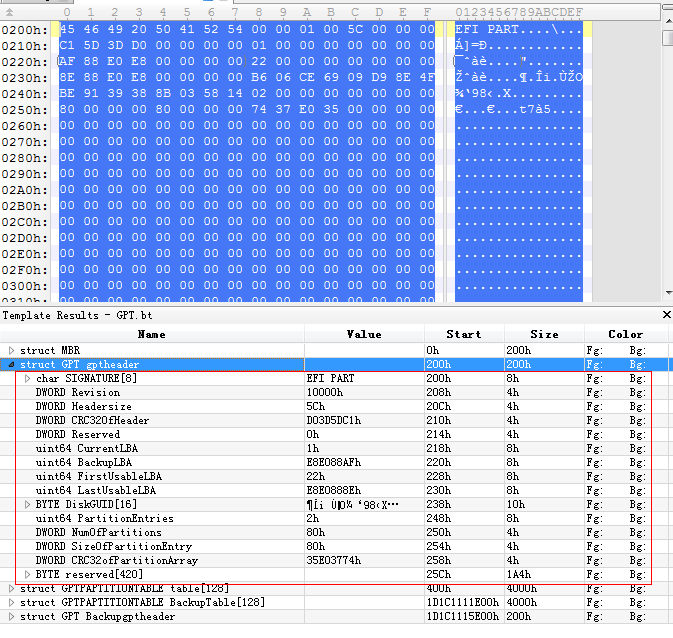 0 1 2 3 4 5 6 7 8 9 A B C D E F 0123456789ABCDEF
0200h: 45 46 49 20 50 41 52 54 00 00 01 00 5C 00 00 00 EFI PART....\...
0210h: C1 5D 3D D0 00 00 00 00 01 00 00 00 00 00 00 00 Á]=Ð............
0220h: AF 88 E0 E8 00 00 00 00 22 00 00 00 00 00 00 00 ¯ˆàè....".......
0230h: 8E 88 E0 E8 00 00 00 00 B6 06 CE 69 09 D9 8E 4F Žˆàè....¶.Îi.ÙŽO
0240h: BE 91 39 38 8B 03 58 14 02 00 00 00 00 00 00 00 ¾‘98‹.X.........
0250h: 80 00 00 00 80 00 00 00 74 37 E0 35 00 00 00 00 €...€...t7à5....
0260h: 00 00 00 00 00 00 00 00 00 00 00 00 00 00 00 00 ................
0270h: 00 00 00 00 00 00 00 00 00 00 00 00 00 00 00 00 ................
0280h: 00 00 00 00 00 00 00 00 00 00 00 00 00 00 00 00 ................
0290h: 00 00 00 00 00 00 00 00 00 00 00 00 00 00 00 00 ................
02A0h: 00 00 00 00 00 00 00 00 00 00 00 00 00 00 00 00 ................
02B0h: 00 00 00 00 00 00 00 00 00 00 00 00 00 00 00 00 ................
02C0h: 00 00 00 00 00 00 00 00 00 00 00 00 00 00 00 00 ................
02D0h: 00 00 00 00 00 00 00 00 00 00 00 00 00 00 00 00 ................
02E0h: 00 00 00 00 00 00 00 00 00 00 00 00 00 00 00 00 ................
02F0h: 00 00 00 00 00 00 00 00 00 00 00 00 00 00 00 00 ................
0300h: 00 00 00 00 00 00 00 00 00 00 00 00 00 00 00 00 ................
0310h: 00 00 00 00 00 00 00 00 00 00 00 00 00 00 00 00
Template Results - GPT.bt
Name Value Start Size Color
struct MBR 0h 200h Fg: Bg:
struct GPT gptheader 200h 200h Fg: Bg:
char SIGNATURE[8] EFI PART 200h 8h Fg: Bg:
DWORD Revision 10000h 208h 4h Fg: Bg:
DWORD Headersize 5Ch 20Ch 4h Fg: Bg:
DWORD CRC32OfHeader D03D5DC1h 210h 4h Fg: Bg:
DWORD Reserved 0h 214h 4h Fg: Bg:
uint64 CurrentLBA 1h 218h 8h Fg: Bg:
uint64 BackupLBA E8E088AFh 220h 8h Fg: Bg:
uint64 FirstUsableLBA 22h 228h 8h Fg: Bg:
uint64 LastUsableLBA E8E0888Eh 230h 8h Fg: Bg:
BYTE DiskGUID[16] 238h 10h Fg: Bg:
uint64 PartitionEntries 2h 248h 8h Fg: Bg:
DWORD NumOfPartitions 80h 250h 4h Fg: Bg:
DWORD SizeOfPartitionEntry 80h 254h 4h Fg: Bg:
DWORD CRC32ofPartitionArray 35E03774h 258h 4h Fg: Bg:
BYTE reserved[420] 25Ch 1A4h Fg: Bg:
struct GPTPAPTITIONTABLE table[128] 400h 4000h Fg: Bg:
struct GPTPAPTITIONTABLE BackupTable[128] 1D1C1111E00h 4000h Fg: Bg:
struct GPT Backupgptheader 1D1C1115E00h 200h Fg: Bg: